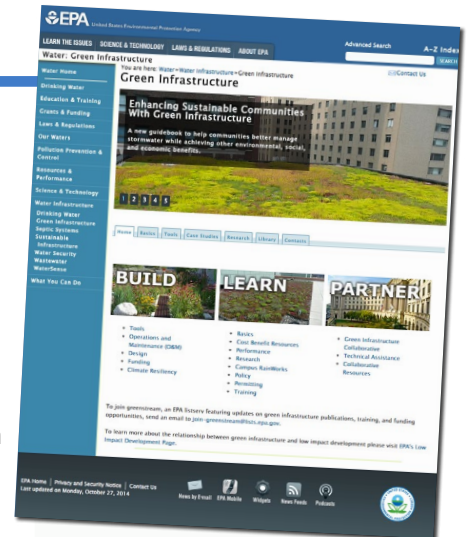 EPA United States Environmental Protection Agency
LEARN THE ISSUES SCIENCE & TECHNOLOGY LAWS & REGULATIONS ABOUT EPA
Advanced Search A-Z Index
SEARCH
Water: Green Infrastructure
You are here: Water » Water Infrastructure » Green Infrastructure
Contact Us
Green Infrastructure
Water Home
Drinking Water
Education & Training
Grants & Funding
Laws & Regulations
Our Waters
Pollution Prevention &
Control
Resources &
Performance
Science & Technology
Water Infrastructure
Drinking Water
Green Infrastructure
Septic Systems
Sustainable
Infrastructure
Water Security
Wastewater
WaterSense
What You Can Do
Enhancing Sustainable Communities
With Green Infrastructure
A new guidebook to help communities better manage
stormwater while achieving other environmental, social,
and economic benefits.
1 2 3 4 5
Home Basics Tools Case Studies Research Library Contacts
BUILD
Tools
Operations and
Maintenance (O&M)
Design
Funding
Climate Resiliency
LEARN
Basics
Cost Benefit Resources
Performance
Research
Campus RainWorks
Policy
Permitting
Training
PARTNER
Green Infrastructure
Collaborative
Technical Assistance
Collaborative
Resources
To join greenstream, an EPA listserv featuring updates on green infrastructure publications, training, and funding
opportunities, send an email to join-greenstream@lists.epa.gov.
To learn more about the relationship between green infrastructure and low impact development please visit EPA's Low
Impact Development Page.
EPA Home | Privacy and Security Notice | Contact Us
Last updated on Monday, October 27, 2014
News by E-mail EPA Mobile Widgets News Feeds Podcasts